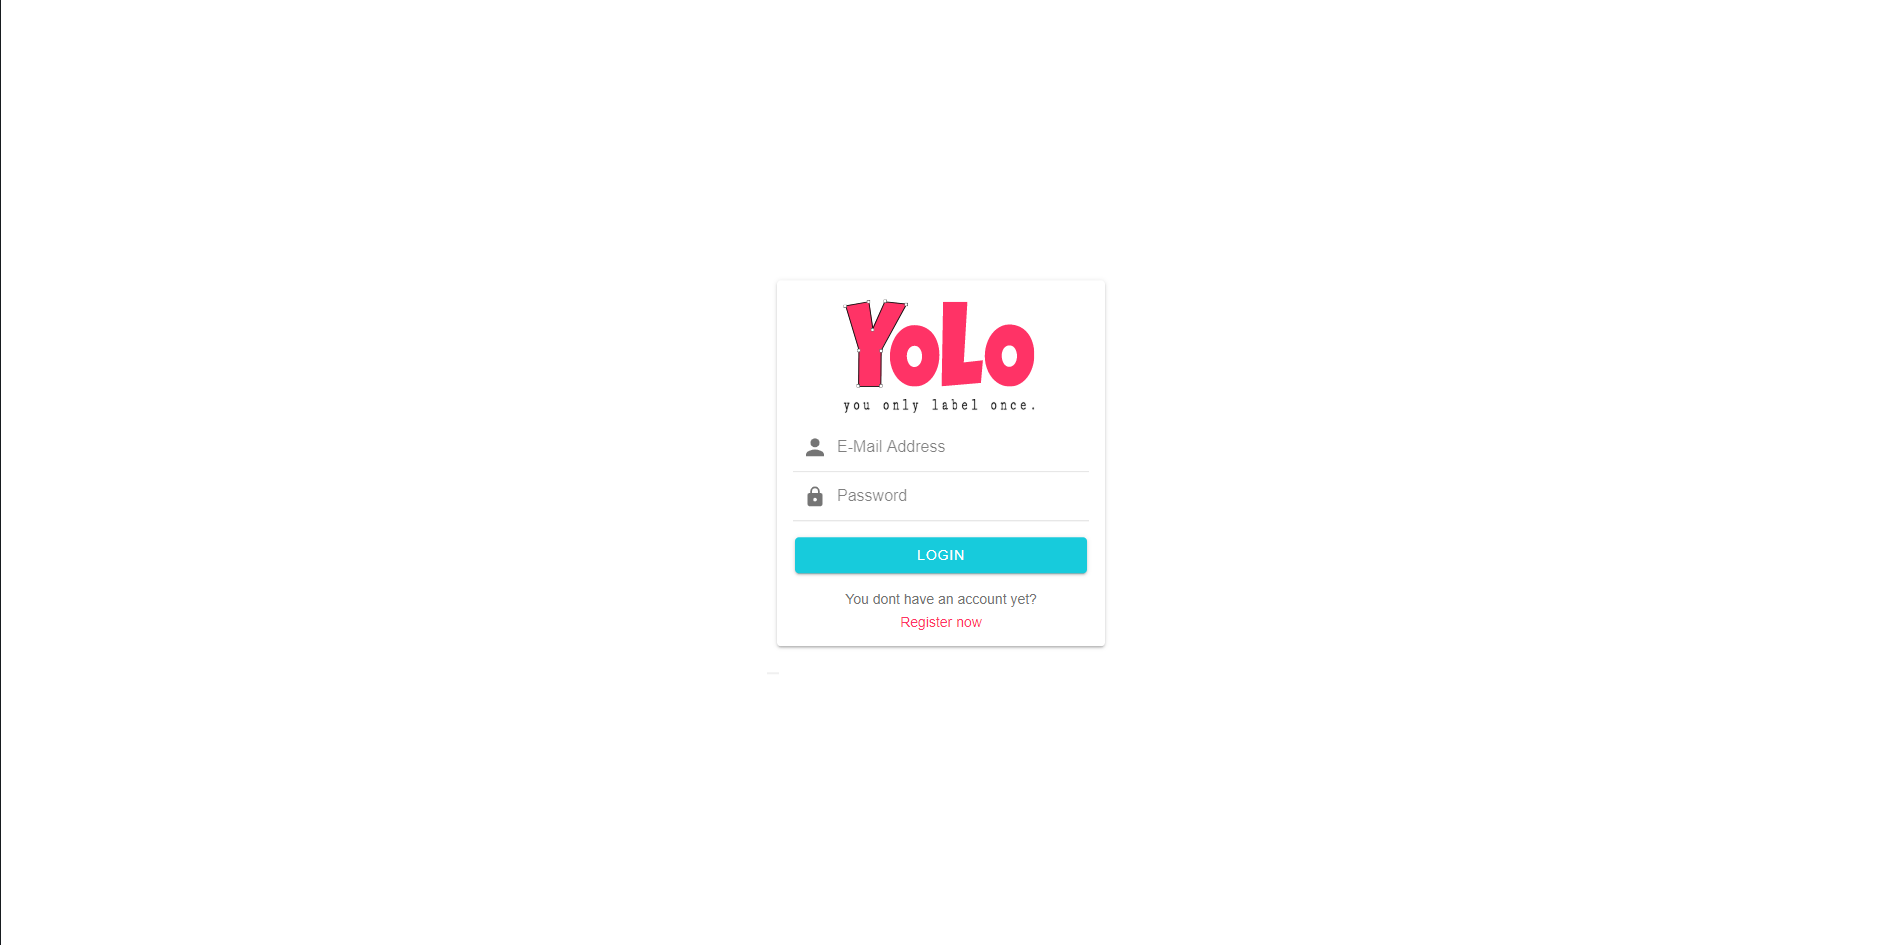 YoLo
you only label once.
E-Mail Address
Password
LOGIN
You dont have an account yet?
Register now